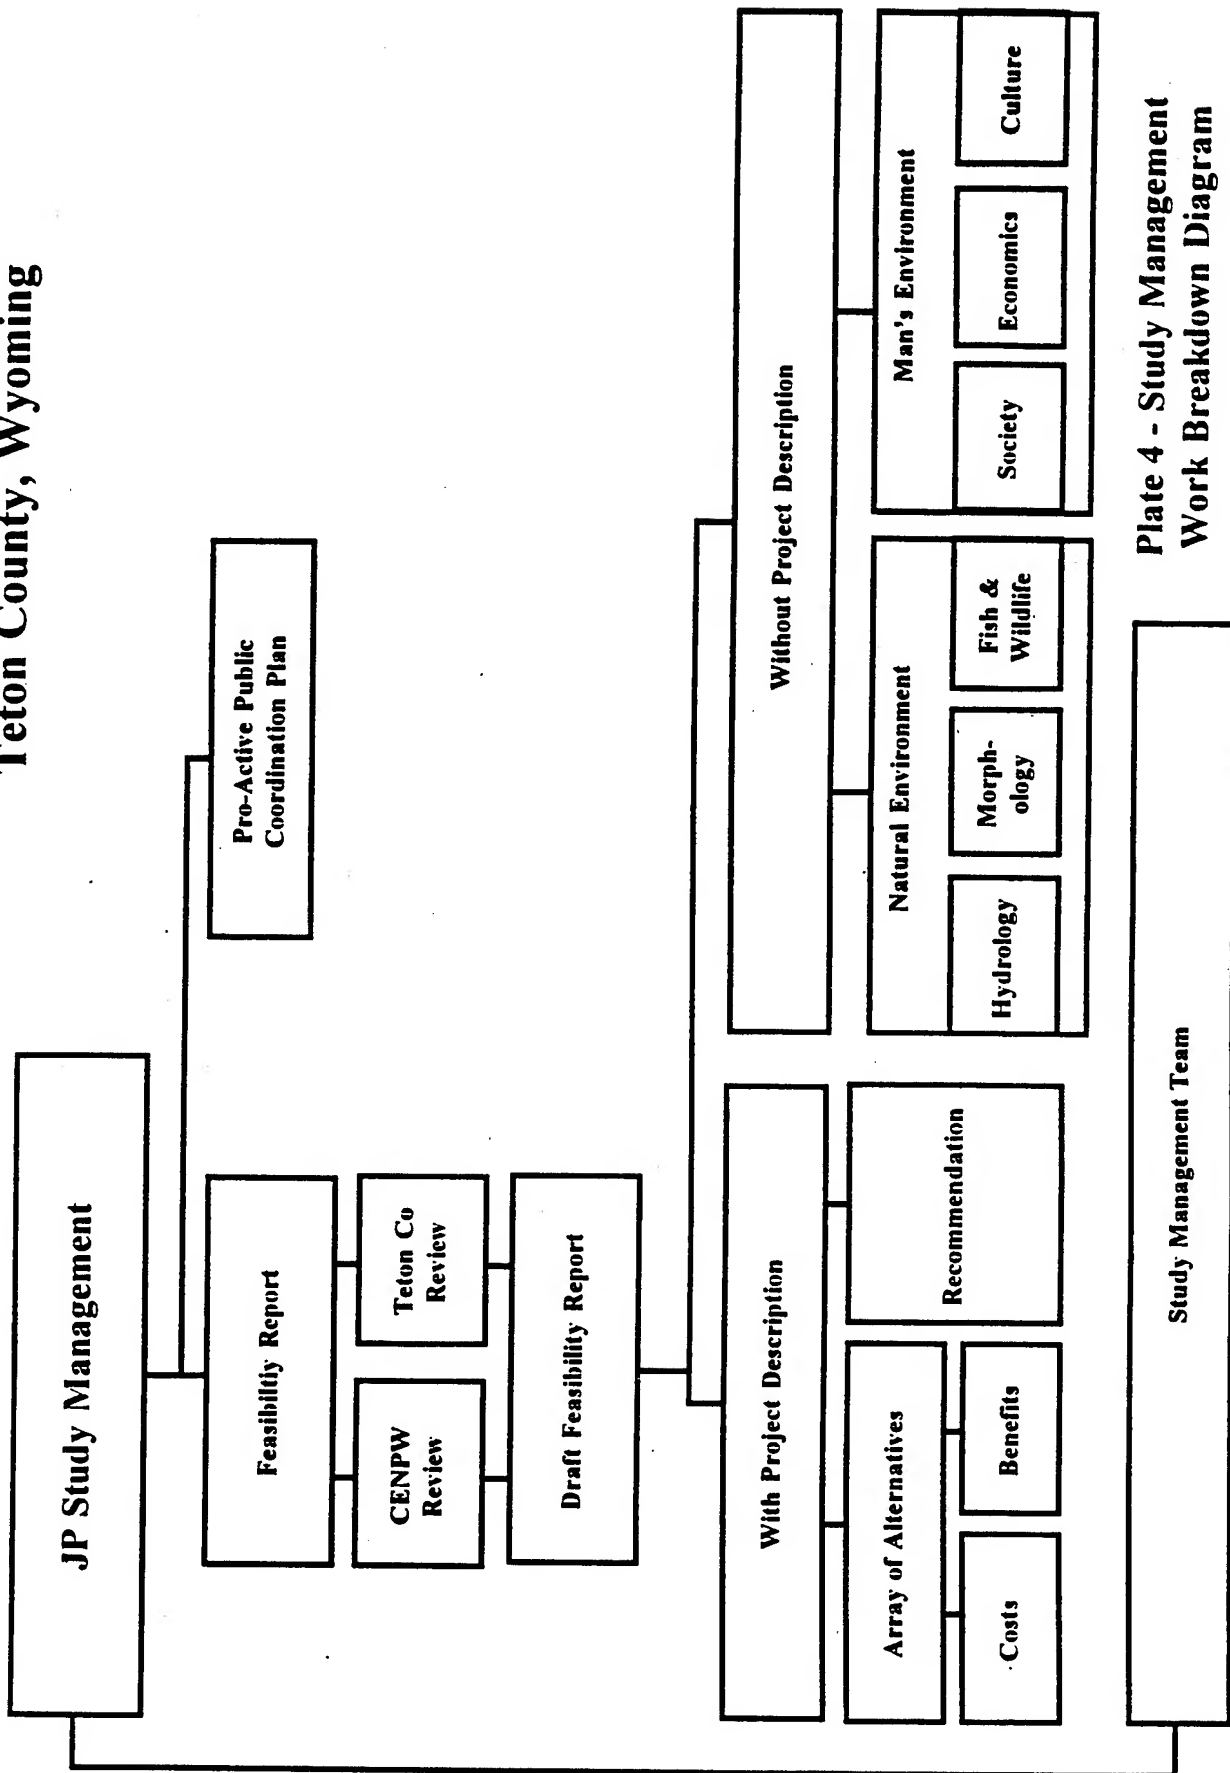 Teton County, Wyoming
JP Study Management
Pro-Active Public
Coordination Plan
Feasibiltiy Report
CENPW
Review
Teton Co
Review
Draft Feasibility Report
With Project Description
Without Project Description
Array of Alternatives
Recommendation
Natural Environment
Man's Environment
Costs
Benefits
Hydrology
Morph-
ology
Fish &
Wildlife
Society
Economics
Culture
Study Management Team
Plate 4 - Study Management
Work Breakdown Diagram